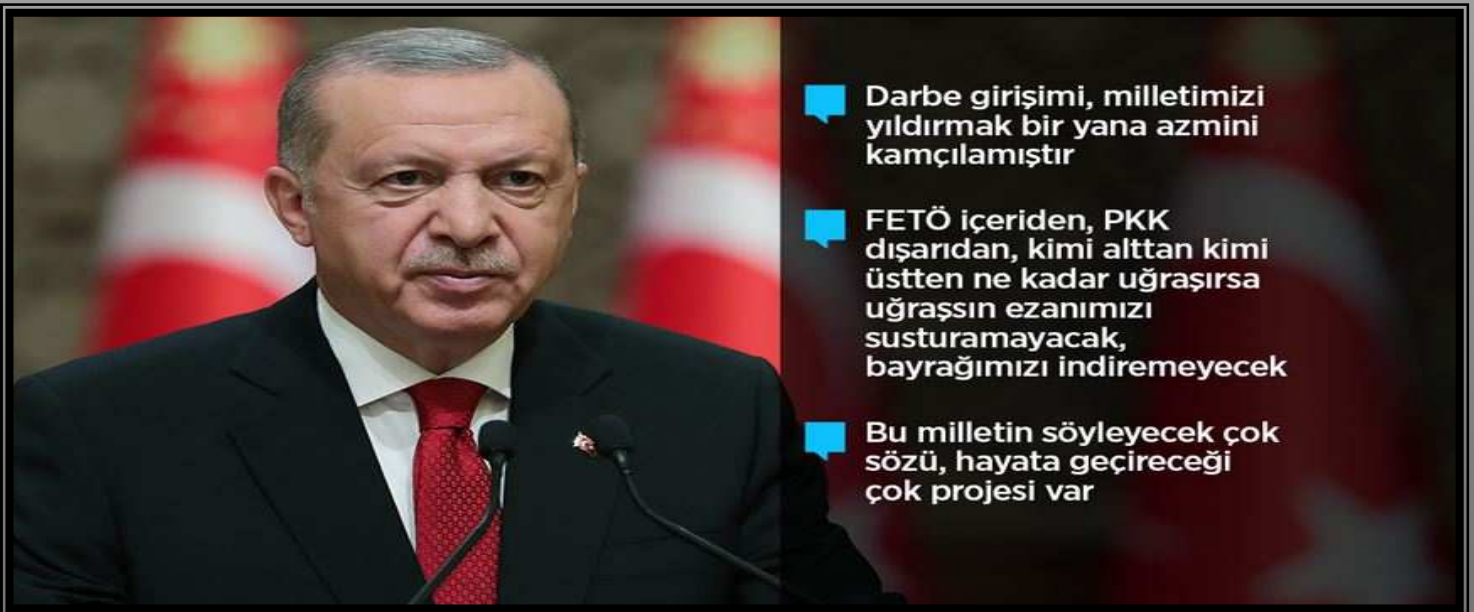 Darbe girişimi, milletimizi
yıldırmak bir yana azmini
kamçılamıştır
FETÖ içeriden, PKK
dışarıdan, kimi alttan kimi
üstten ne kadar uğraşırsa
uğraşsın ezanımızı
susturamayacak,
bayrağımızı indiremeyecek
Bu milletin söyleyecek çok
sözü, hayata geçireceği
çok projesi var